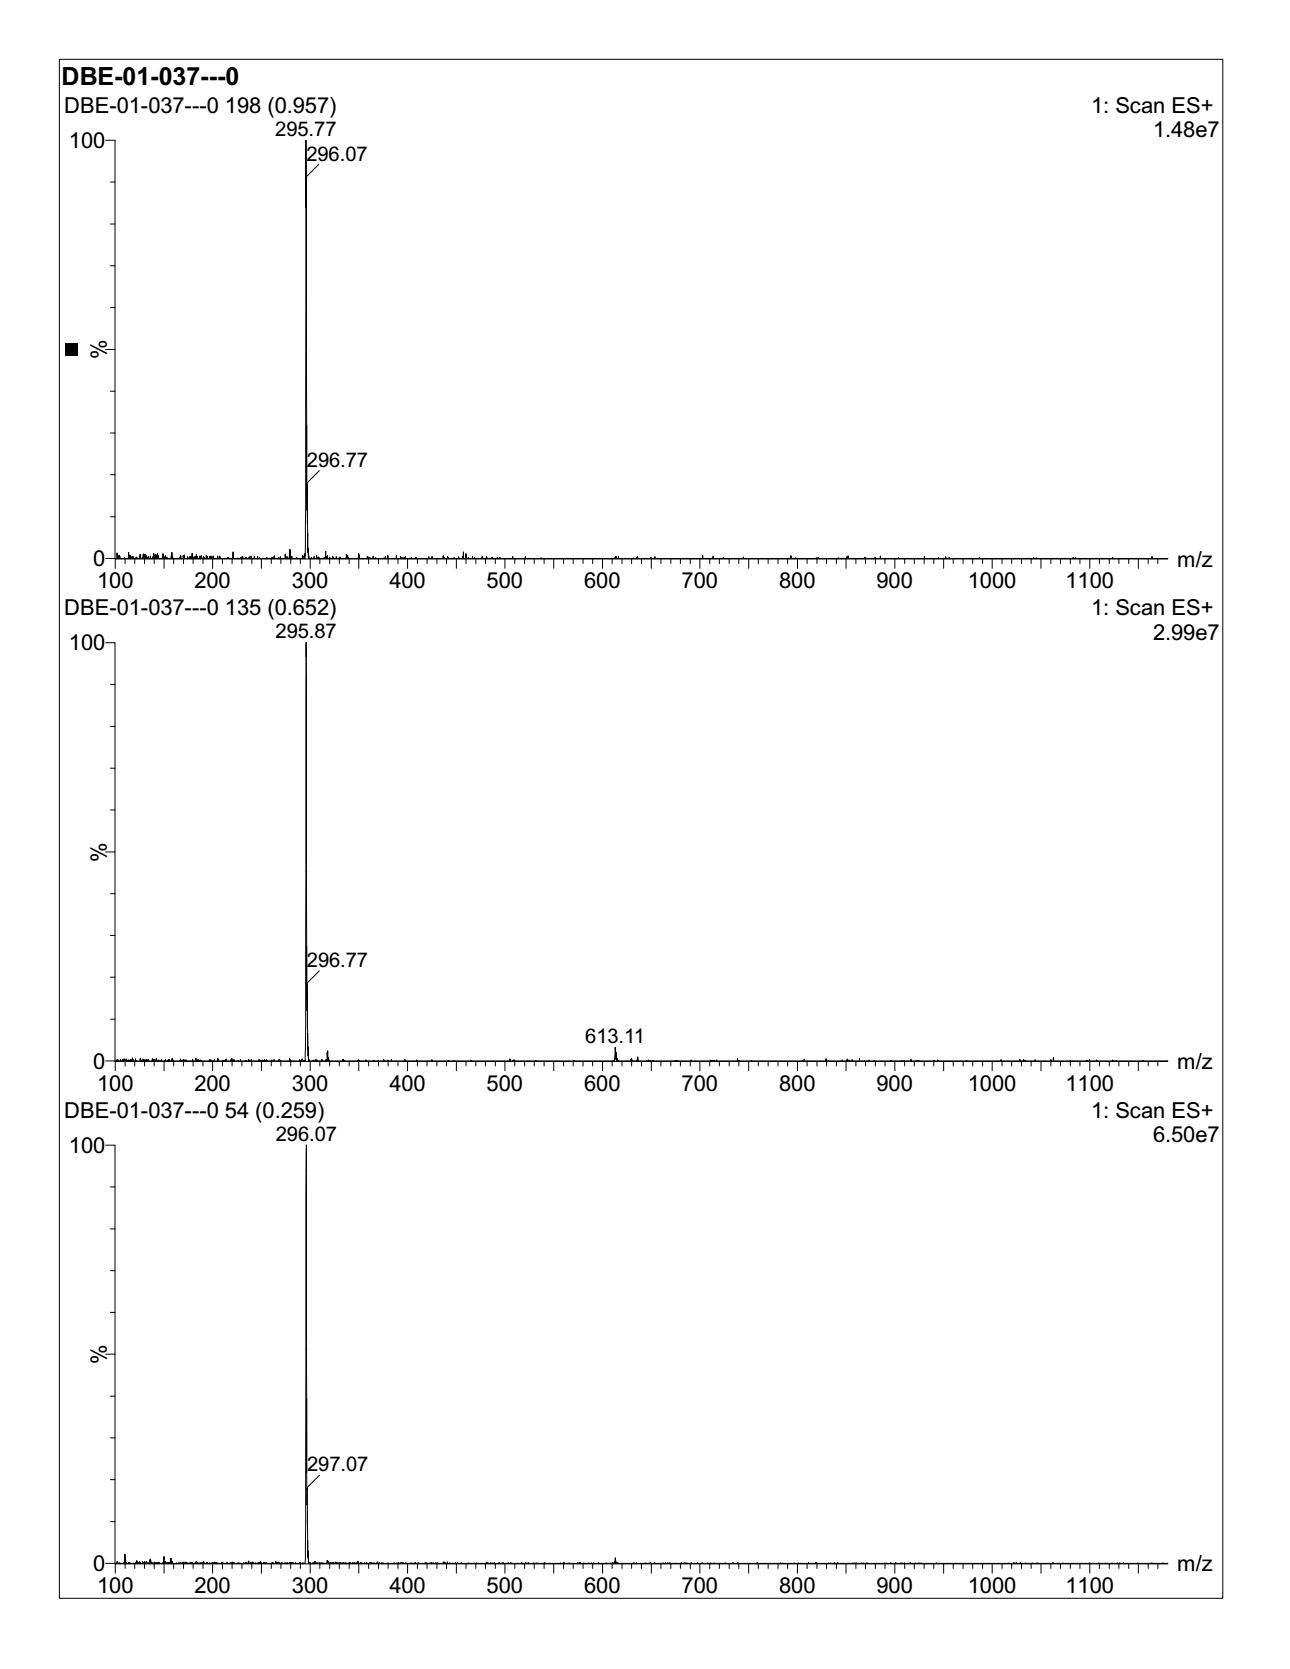 DBE-01-037---0
DBE-01-037---0 198 (0.957)
1: Scan ES+
1.48e7
295.77
100
296.07
%
296.77
0
m/z
100 200 300 400 500 600 700 800 900 1000 1100
DBE-01-037---0 135 (0.652)
1: Scan ES+
2.99e7
295.87
100
%
296.77
613.11
0
m/z
100 200 300 400 500 600 700 800 900 1000 1100
DBE-01-037---0 54 (0.259)
1: Scan ES+
6.50e7
296.07
100
%
297.07
0
m/z
100 200 300 400 500 600 700 800 900 1000 1100